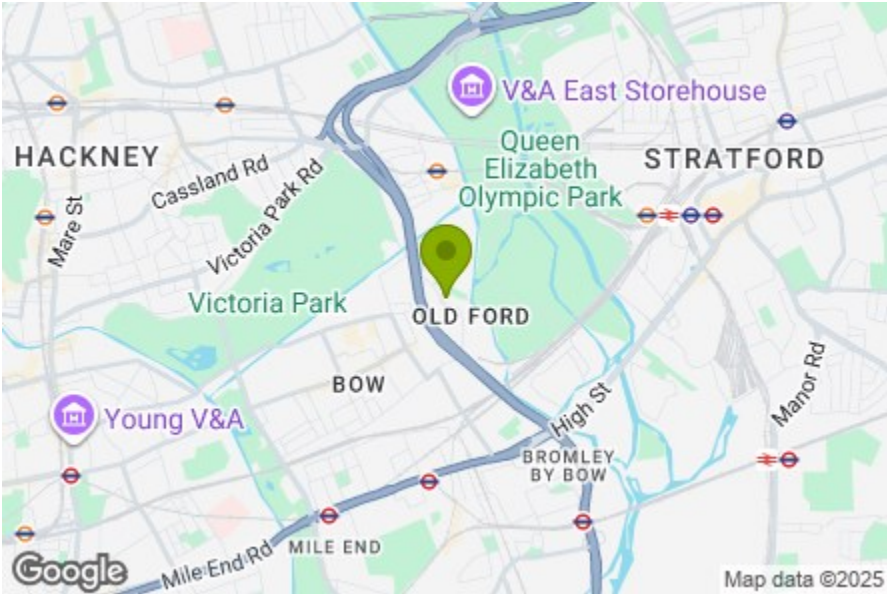 V&A East Storehouse
HACKNEY
Cassland Rd
Queen
Elizabeth
Olympic Park
STRATFORD
Mare St
Victoria Park Rd
Victoria Park
OLD FORD
BOW
Manor Rd
Young V&A
High St
BROMLEY
BY BOW
MILE END
Mile End Rd
Google
Map data ©2025